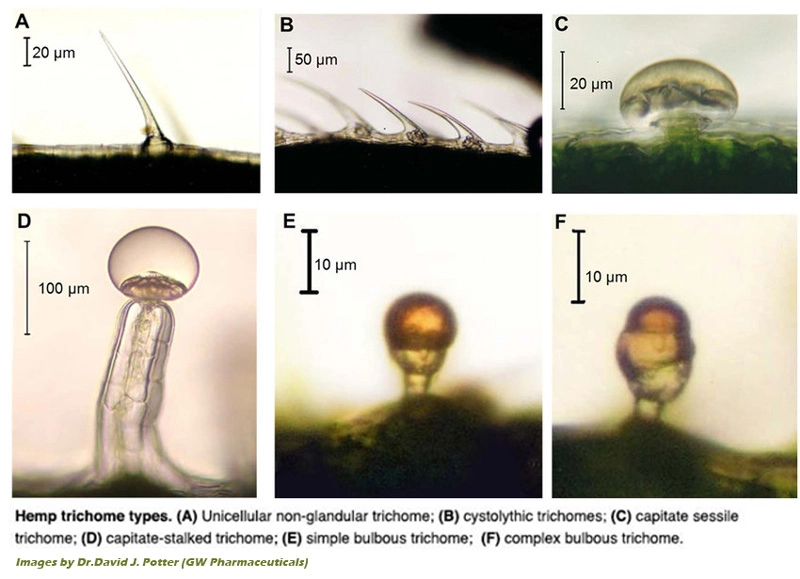 A
20 µm
B
50 µm
C
20 µm
D
100 µm
E
10 µm
F
10 µm
Hemp trichome types. (A) Unicellular non-glandular trichome; (B) cystolythic trichomes; (C) capitate sessile
trichome; (D) capitate-stalked trichome; (E) simple bulbous trichome; (F) complex bulbous trichome.
Images by Dr.David J. Potter (GW Pharmaceuticals)